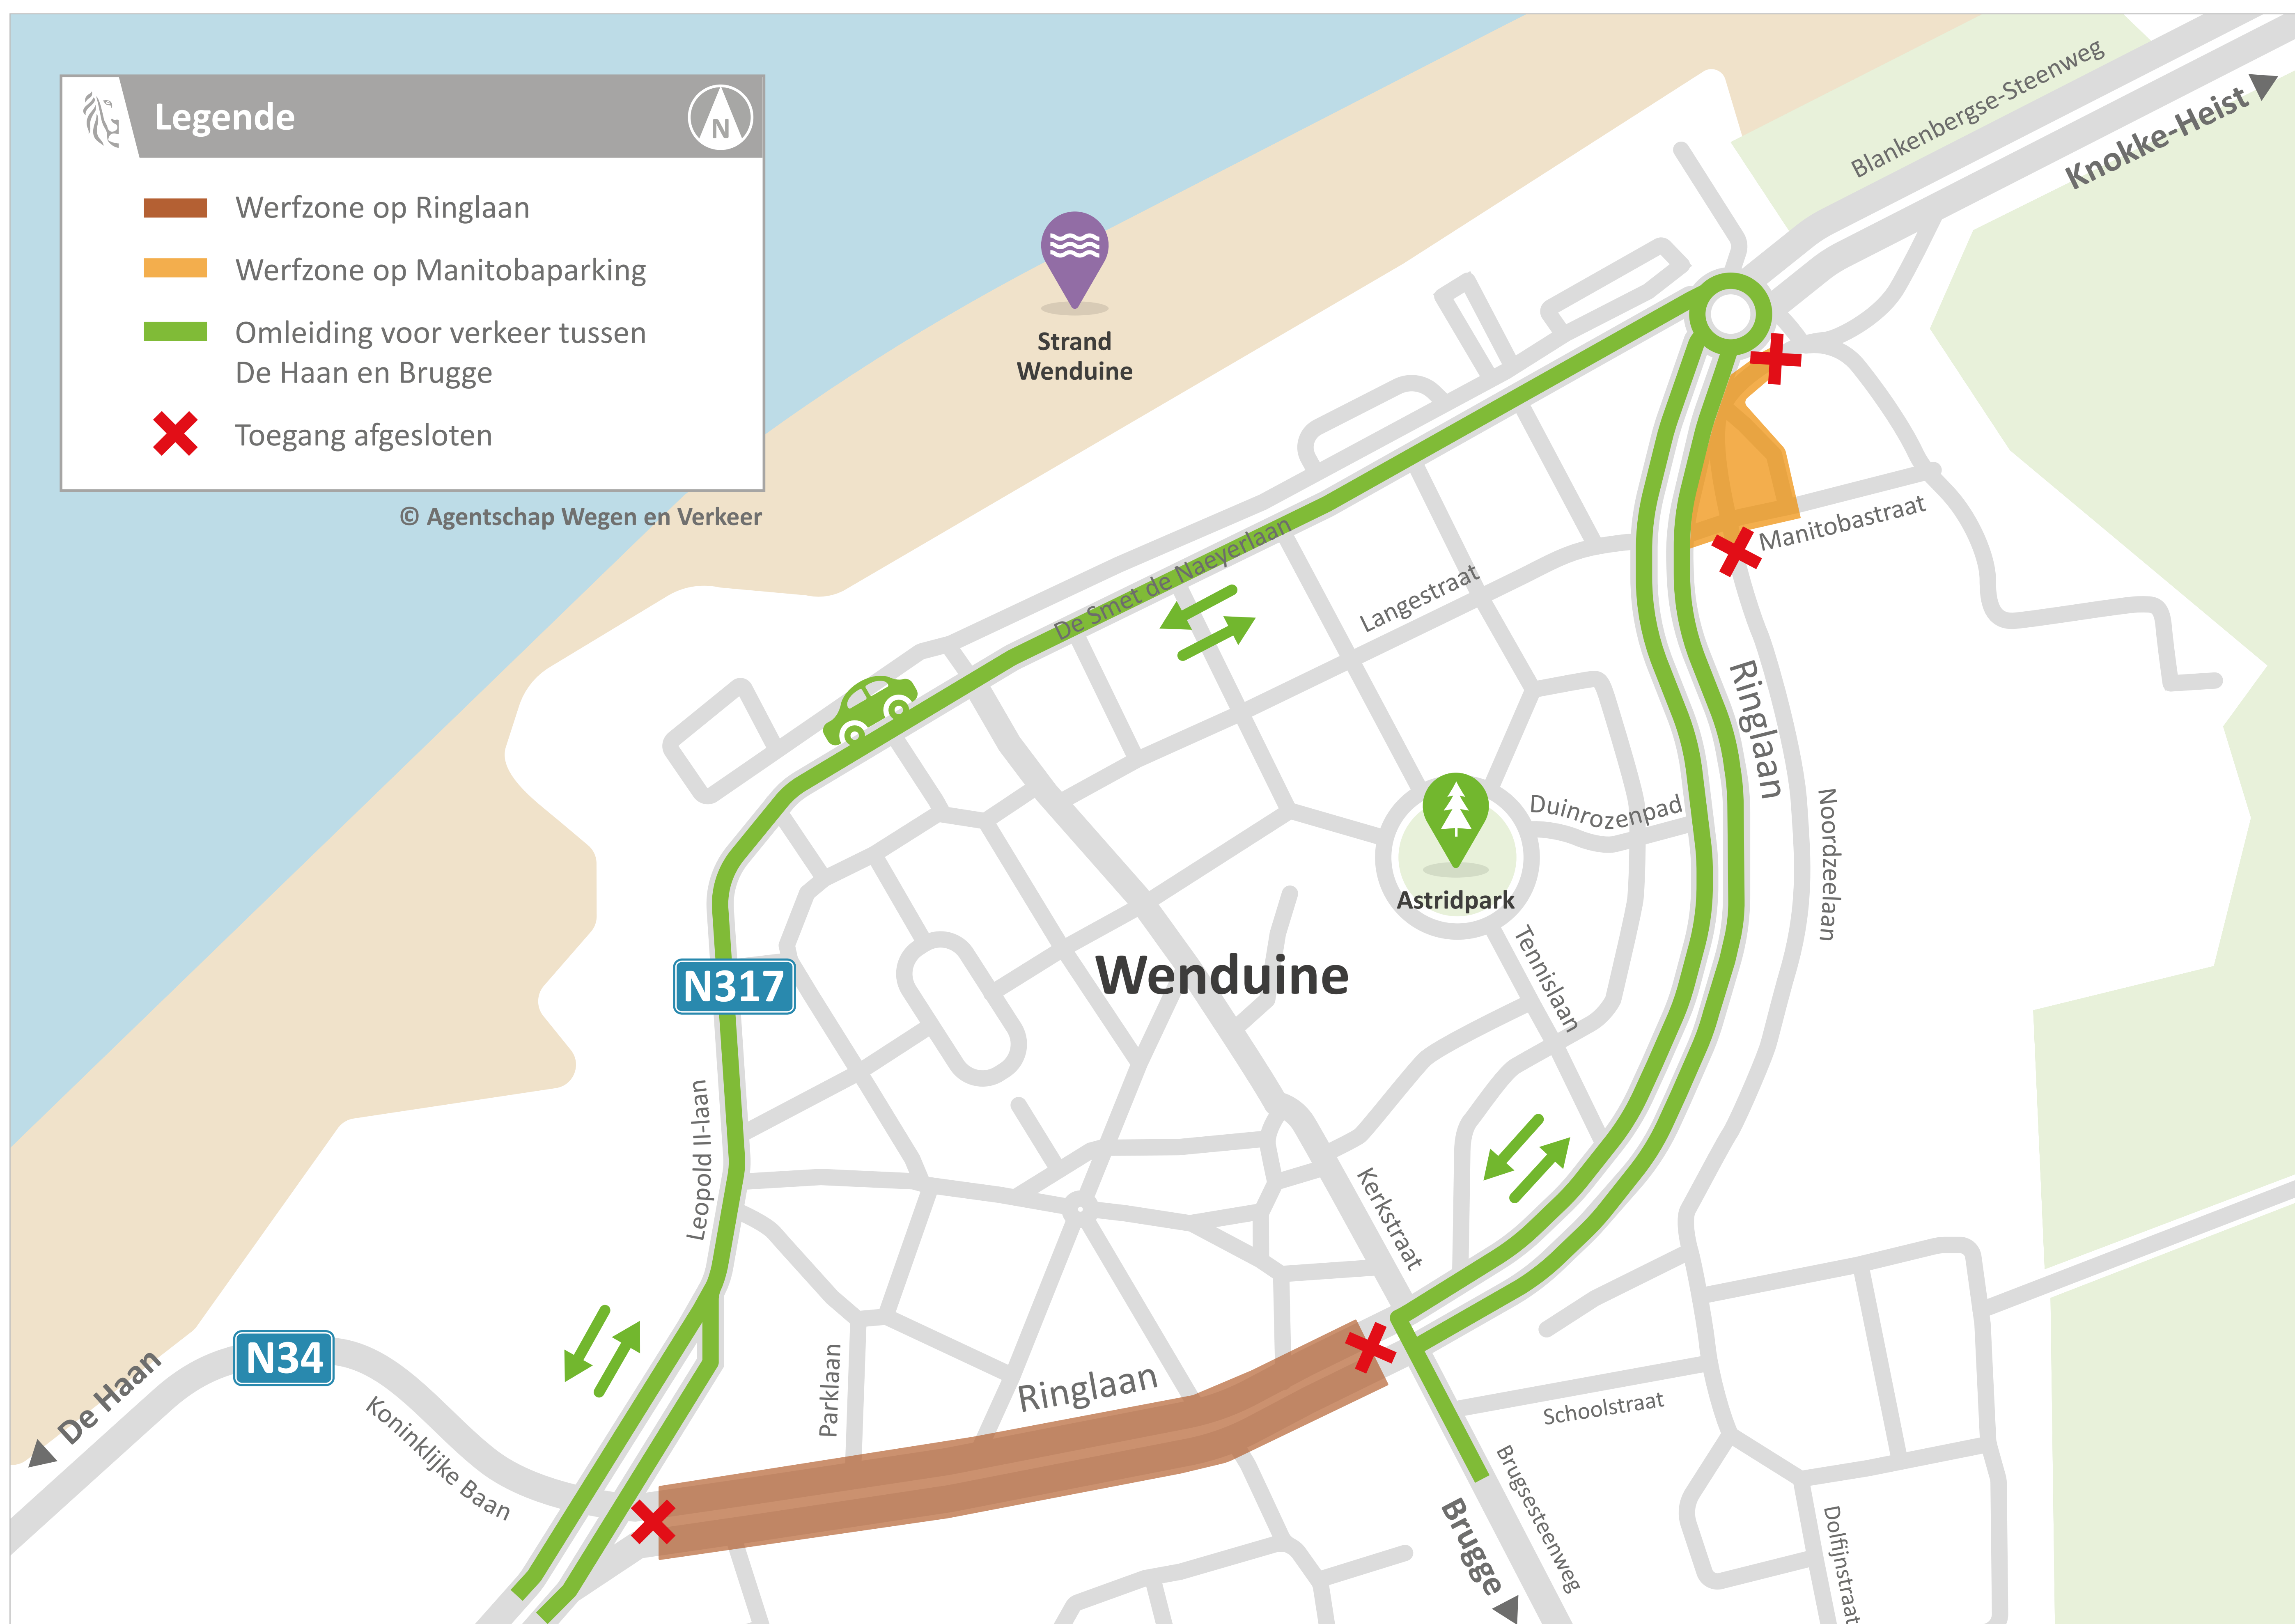 Legende
N
Werfzone op Ringlaan
Werfzone op Manitobaparking
Omleiding voor verkeer tussen
De Haan en Brugge
Toegang afgesloten
© Agentschap Wegen en Verkeer
Blankenbergse-Steenweg
Knokke-Heist
Strand
Wenduine
Manitobastraat
De Smet de Naeyerlaan
Langestraat
Ringlaan
Duinrozenpad
Noordzeelaan
Astridpark
Tennislaan
Wenduine
N317
Leopold II-laan
Kerkstraat
N34
De Haan
Koninklijke Baan
Parklaan
Ringlaan
Schoolstraat
Brugsesteenweg
Brugge
Dolfijnstraat